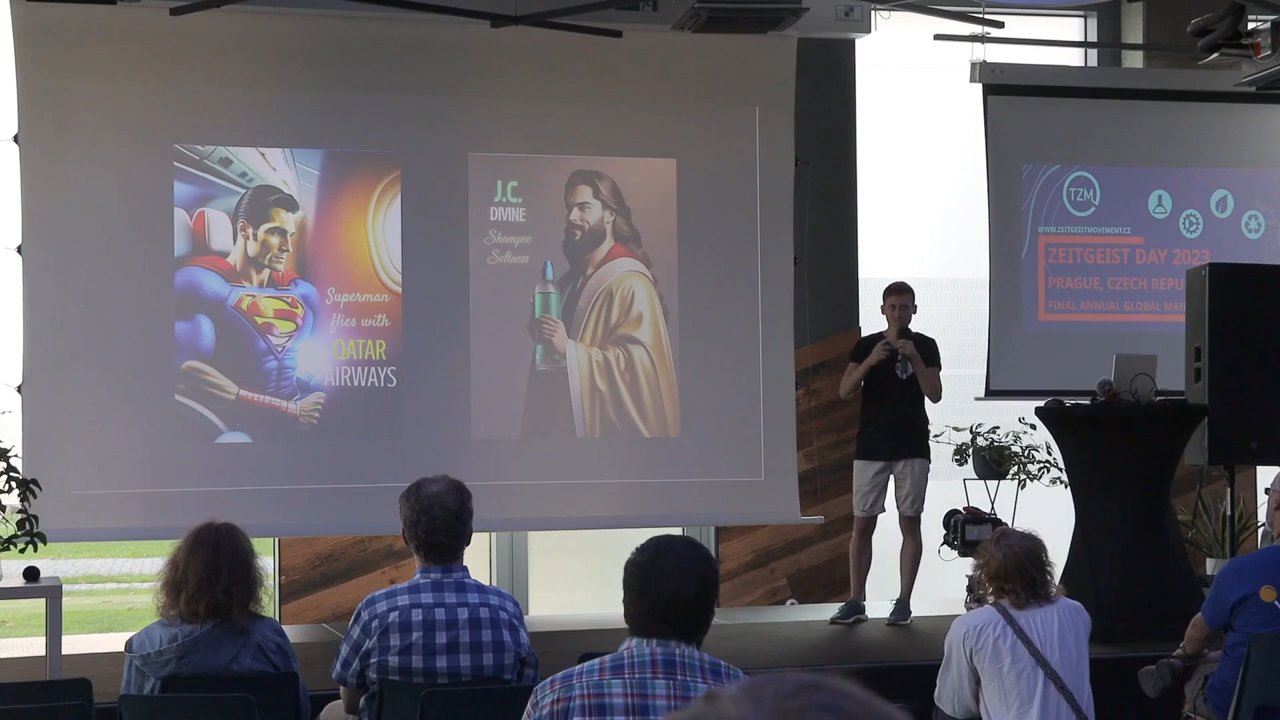 Superman
flies with
QATAR
AIRWAYS
J.C.
DIVINE
Shampoo
Softness
TZM
WWW.ZEITGEISTMOVEMENT.CZ
ZEITGEIST DAY 2023
PRAGUE, CZECH REPU
FINAL ANNUAL GLOBAL MAI